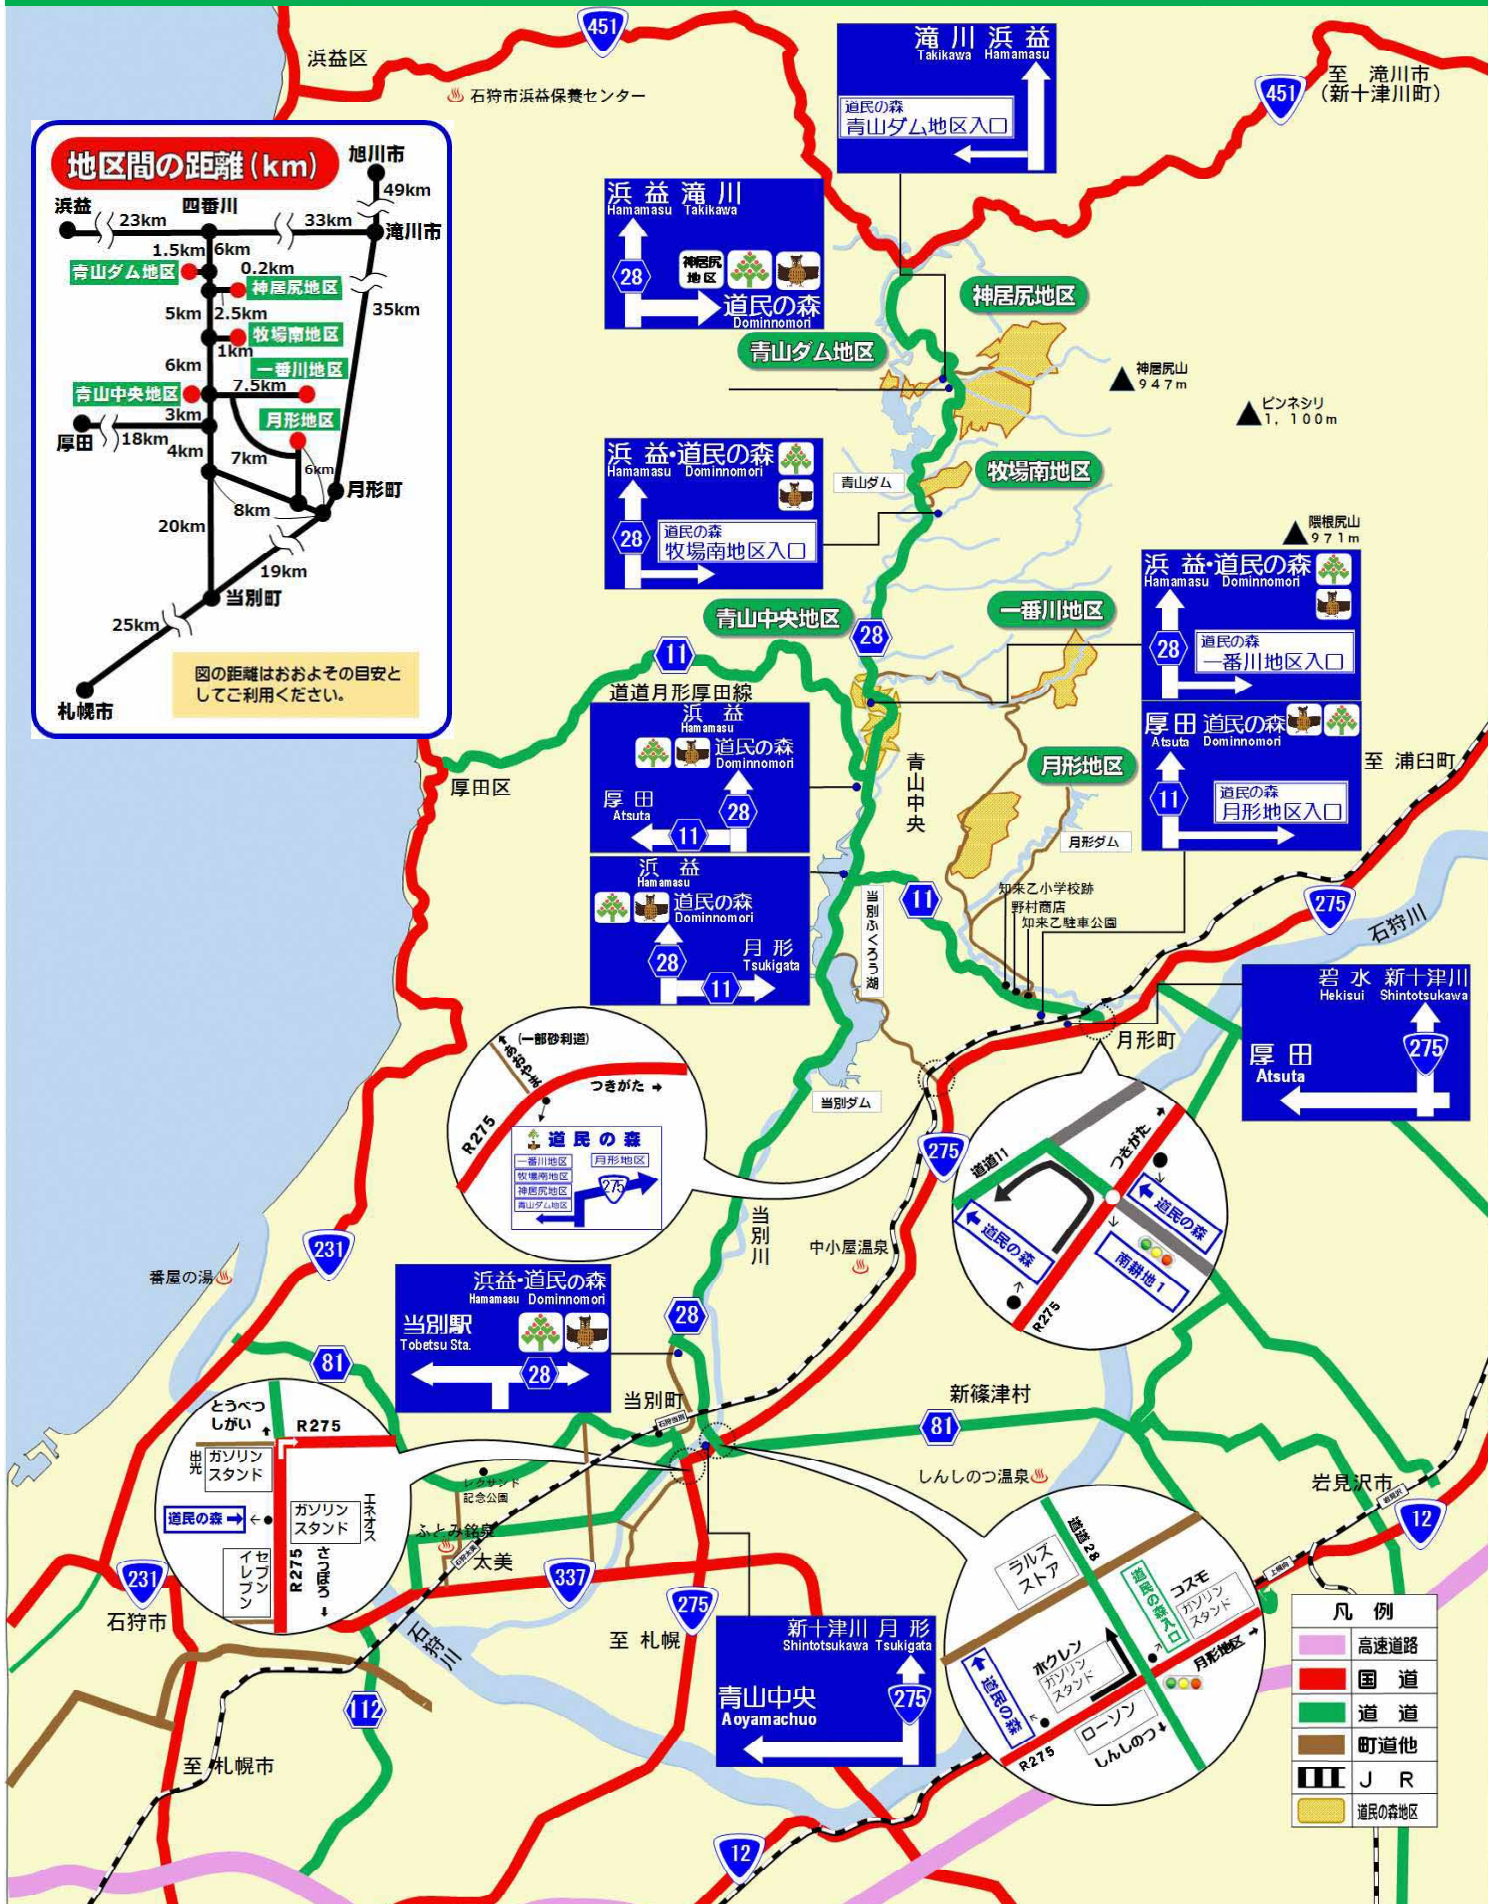 451
浜益区
石狩市浜益保養センター
滝川 浜益
Takikawa Hamamasu
道民の森
青山ダム地区入口
451
至 滝川市
(新十津川町)
地区間の距離(km)
旭川市
49km
浜益
23km
四番川
33km
滝川市
1.5km
6km
青山ダム地区
0.2km
神居尻地区
5km
2.5km
35km
牧場南地区
1km
6km
一番川地区
青山中央地区
7.5km
3km
月形地区
厚田
18km
4km
7km
6km
月形町
8km
20km
19km
当別町
25km
図の距離はおおよその目安と
してご利用ください。
札幌市
浜益 滝川
Hamamasu Takikawa
28
神居尻
地区
道民の森
Dominnomori
神居尻地区
青山ダム地区
神居尻山
947m
ピンネシリ
1,100m
浜益・道民の森
Hamamasu Dominnomori
28
道民の森
牧場南地区入口
青山ダム
牧場南地区
隈根尻山
971m
浜益・道民の森
Hamamasu Dominnomori
28
道民の森
一番川地区入口
青山中央地区
28
一番川地区
11
道道月形厚田線
浜益
Hamamasu
道民の森
Dominnomori
厚田
Atsuta
28
11
厚田区
青山中央
月形地区
厚田 道民の森
Atsuta Dominnomori
11
道民の森
月形地区入口
至 浦臼町
月形ダム
浜益
Hamamasu
道民の森
Dominnomori
28
月形
Tsukigata
11
当別ふくろう湖
11
知来乙小学校跡
野村商店
知来乙駐車公園
275
石狩川
碧水 新十津川
Hekisui Shintotsukawa
275
厚田
Atsuta
月形町
(一部砂利道)
あおやま
つきがた
R275
道民の森
一番川地区
牧場南地区
神居尻地区
青山ダム地区
月形地区
275
当別ダム
275
道道11
つきがた
道民の森
道民の森
南耕地1
R275
当別川
中小屋温泉
231
番屋の湯
浜益・道民の森
Hamamasu Dominnomori
当別駅
Tobetsu Sta.
28
28
81
当別町
石狩当別
新篠津村
81
とうべつ
しがい
R275
出光
ガソリン
スタンド
道民の森
ガソリン
スタンド
エネオス
セブン
イレブン
R275
さっぽろ
レクサンド
記念公園
ふとみ銘泉
石狩太美
太美
しんしのつ温泉
岩見沢市
岩見沢
12
上幌向
231
石狩市
337
275
石狩川
至 札幌
新十津川 月形
Shintotsukawa Tsukigata
275
青山中央
Aoyamachuo
112
至 札幌市
12
道道28
ラルズ
ストア
道民の森入口
コスモ
ガソリン
スタンド
月形地区
ホクレン
ガソリン
スタンド
道民の森
ローソン
R275
しんしのつ
凡例
高速道路
国道
道道
町道他
JR
道民の森地区